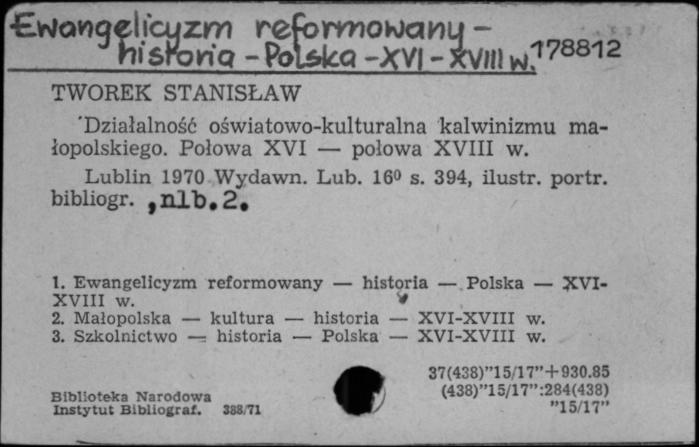 Ewangelicyzm reformowany -
historia - Polska - XVI - XVIII w. 178812
TWOREK STANISŁAW
Działalność oświatowo-kulturalna kalwinizmu ma-
łopolskiego. Połowa XVI — połowa XVIII w.
Lublin 1970 Wydawn. Lub. 16⁰ s. 394, ilustr. portr.
bibliogr. ,nlb.2.
1. Ewangelicyzm reformowany — historia — Polska — XVI-
XVIII w.
2. Małopolska — kultura — historia — XVI-XVIII w.
3. Szkolnictwo — historia — Polska — XVI-XVIII w.
37(438)"15/17"+930.85
(438)"15/17":284(438)
"15/17"
Biblioteka Narodowa
Instytut Bibliograf. 388/71